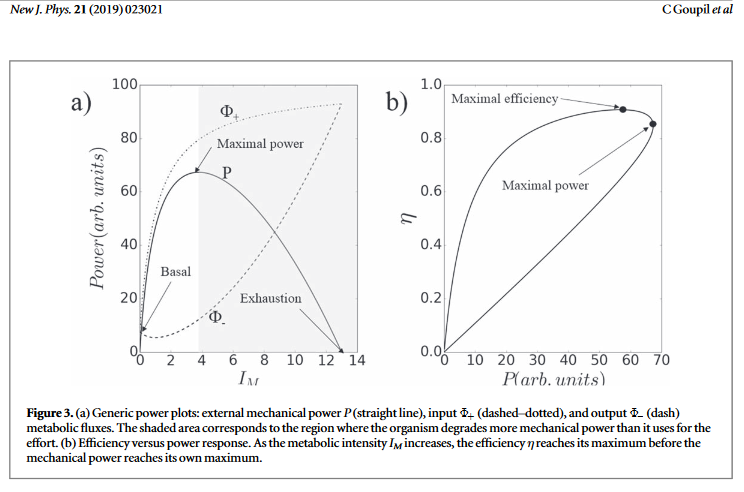 New J. Phys. 21 (2019) 023021
C Goupil et al
a)
100
80
60
40
20
0
Power(arb. units)
Φ+
Maximal power
P
Basal
Exhaustion
Φ-
0 2 4 6 8 10 12 14
I_M
b)
1.0
0.8
0.6
0.4
0.2
0.0
η
Maximal efficiency
Maximal power
0 10 20 30 40 50 60 70
P(arb. units)
Figure 3. (a) Generic power plots: external mechanical power P (straight line), input Φ+ (dashed–dotted), and output Φ- (dash)
metabolic fluxes. The shaded area corresponds to the region where the organism degrades more mechanical power than it uses for the
effort. (b) Efficiency versus power response. As the metabolic intensity I_M increases, the efficiency η reaches its maximum before the
mechanical power reaches its own maximum.